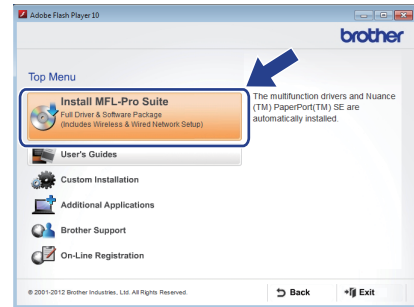 Adobe Flash Player 10
brother
Top Menu
Install MFL-Pro Suite
Full Driver & Software Package
(Includes Wireless & Wired Network Setup)
The multifunction drivers and Nuance
(TM) PaperPort(TM) SE are
automatically installed.
User's Guides
Custom Installation
Additional Applications
Brother Support
On-Line Registration
© 2001-2012 Brother Industries, Ltd. All Rights Reserved.
Back
Exit